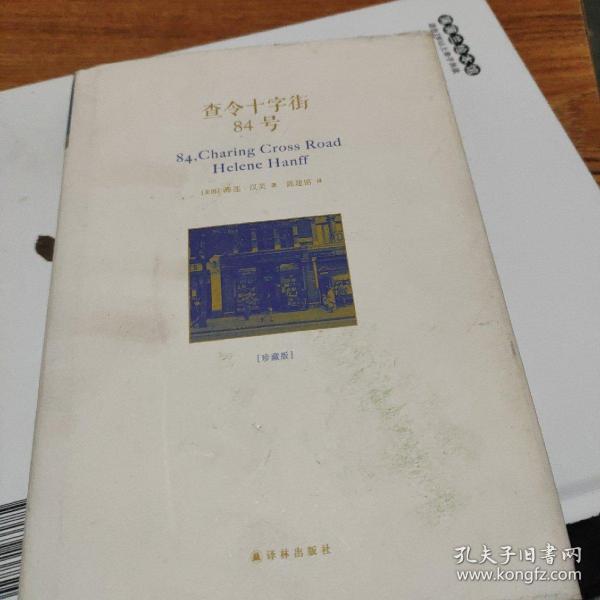 查令十字街
84号
84,Charing Cross Road
Helene Hanff
[美国] 海莲·汉芙 著 陈建铭 译
[珍藏版]
译林出版社
孔夫子旧书网
www.kongfz.com